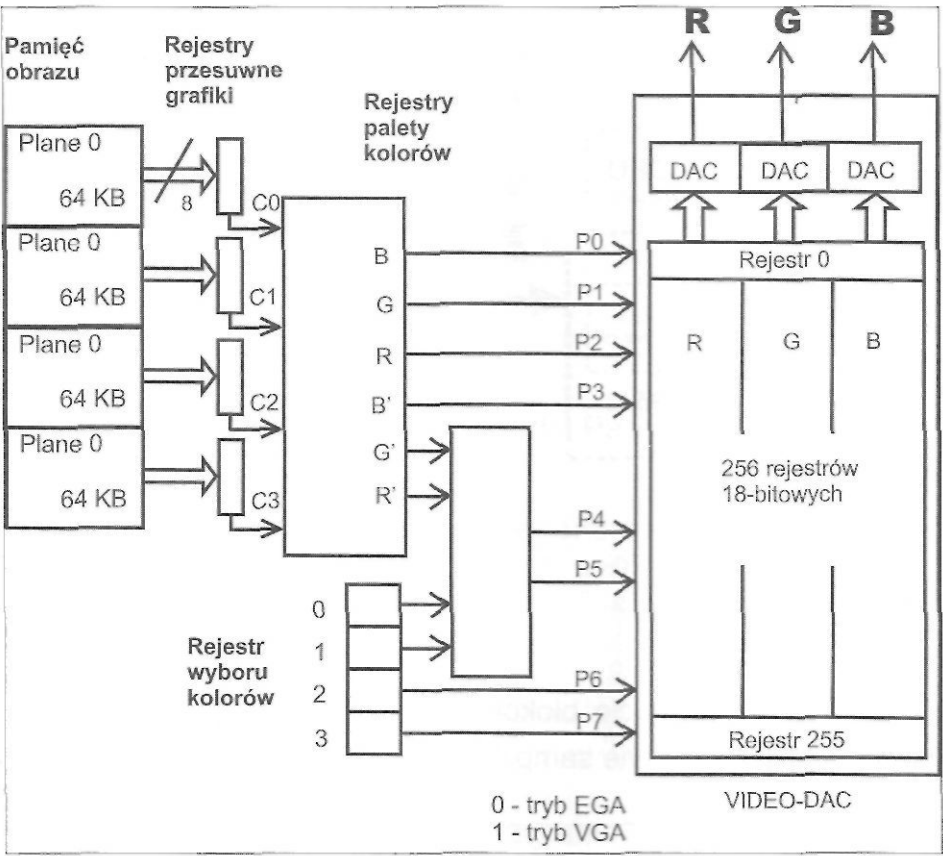 R G B
Pamięć
obrazu
Rejestry
przesuwne
grafiki
Rejestry
palety
kolorów
Plane 0
64 KB
8
Plane 0
64 KB
Plane 0
64 KB
Plane 0
64 KB
C0
C1
C2
C3
B
G
R
B'
G'
R'
P0
P1
P2
P3
P4
P5
P6
P7
0
1
2
3
Rejestr
wyboru
kolorów
DAC DAC DAC
Rejestr 0
R G B
256 rejestrów
18-bitowych
Rejestr 255
VIDEO-DAC
0 - tryb EGA
1 - tryb VGA